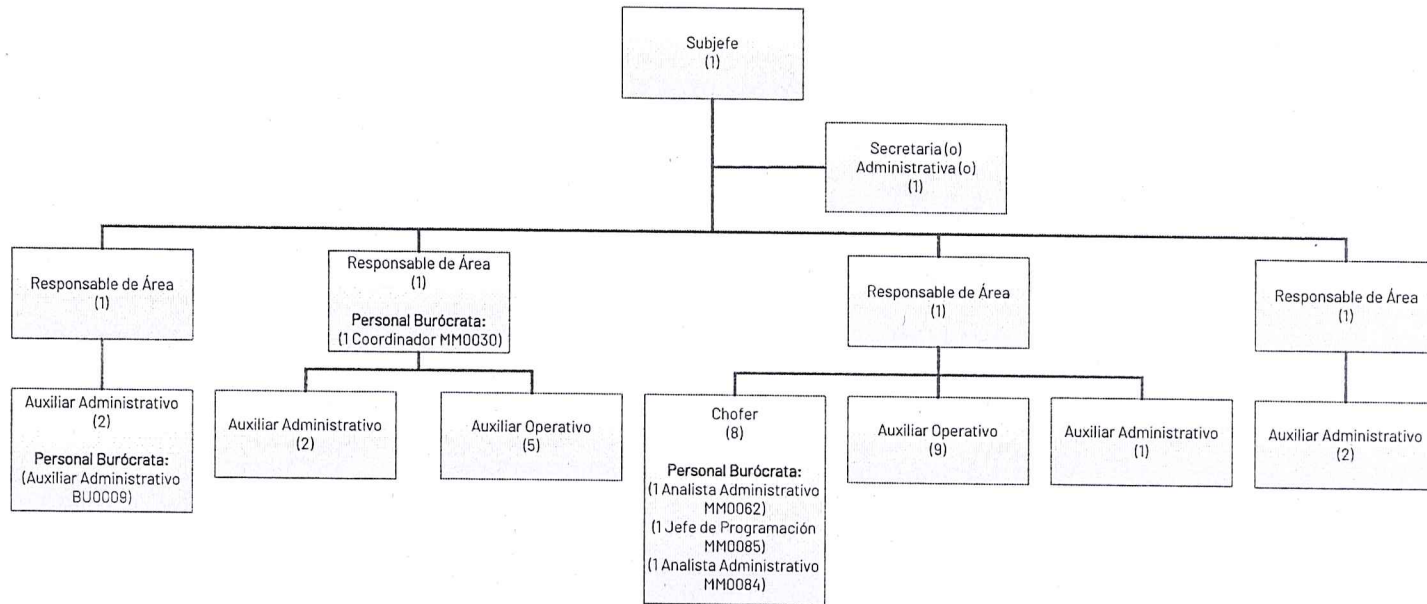 Subjefe
(1)
Secretaria (o)
Administrativa (o)
(1)
Responsable de Área
(1)
Responsable de Área
(1)
Personal Burócrata:
(1 Coordinador MM0030)
Responsable de Área
(1)
Responsable de Área
(1)
Auxiliar Administrativo
(2)
Personal Burócrata:
(Auxiliar Administrativo
BU0C09)
Auxiliar Administrativo
(2)
Auxiliar Operativo
(5)
Chofer
(8)
Personal Burócrata:
(1 Analista Administrativo
MM0062)
(1 Jefe de Programación
MM0085)
(1 Analista Administrativo
MM0084)
Auxiliar Operativo
(9)
Auxiliar Administrativo
(1)
Auxiliar Administrativo
(2)